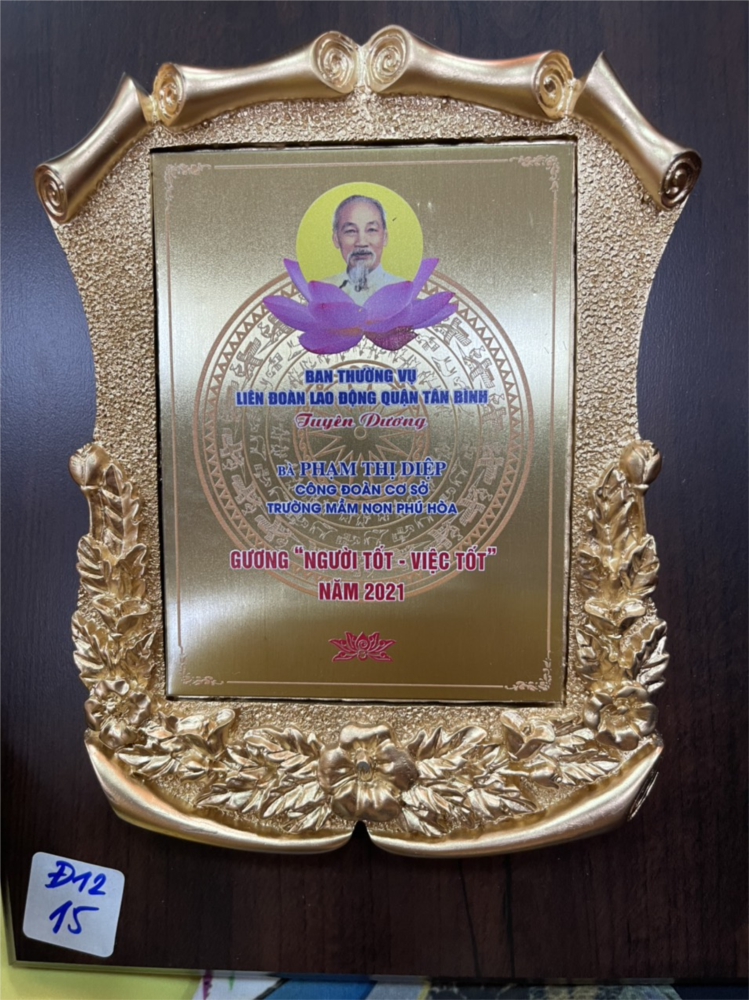 BAN THƯỜNG VỤ
LIÊN ĐOÀN LAO ĐỘNG QUẬN TÂN BÌNH
Tuyên Dương
BÀ PHẠM THỊ DIỆP
CÔNG ĐOÀN CƠ SỞ
TRƯỜNG MẦM NON PHÚ HÒA
GƯƠNG "NGƯỜI TỐT - VIỆC TỐT"
NĂM 2021
Đ12
15